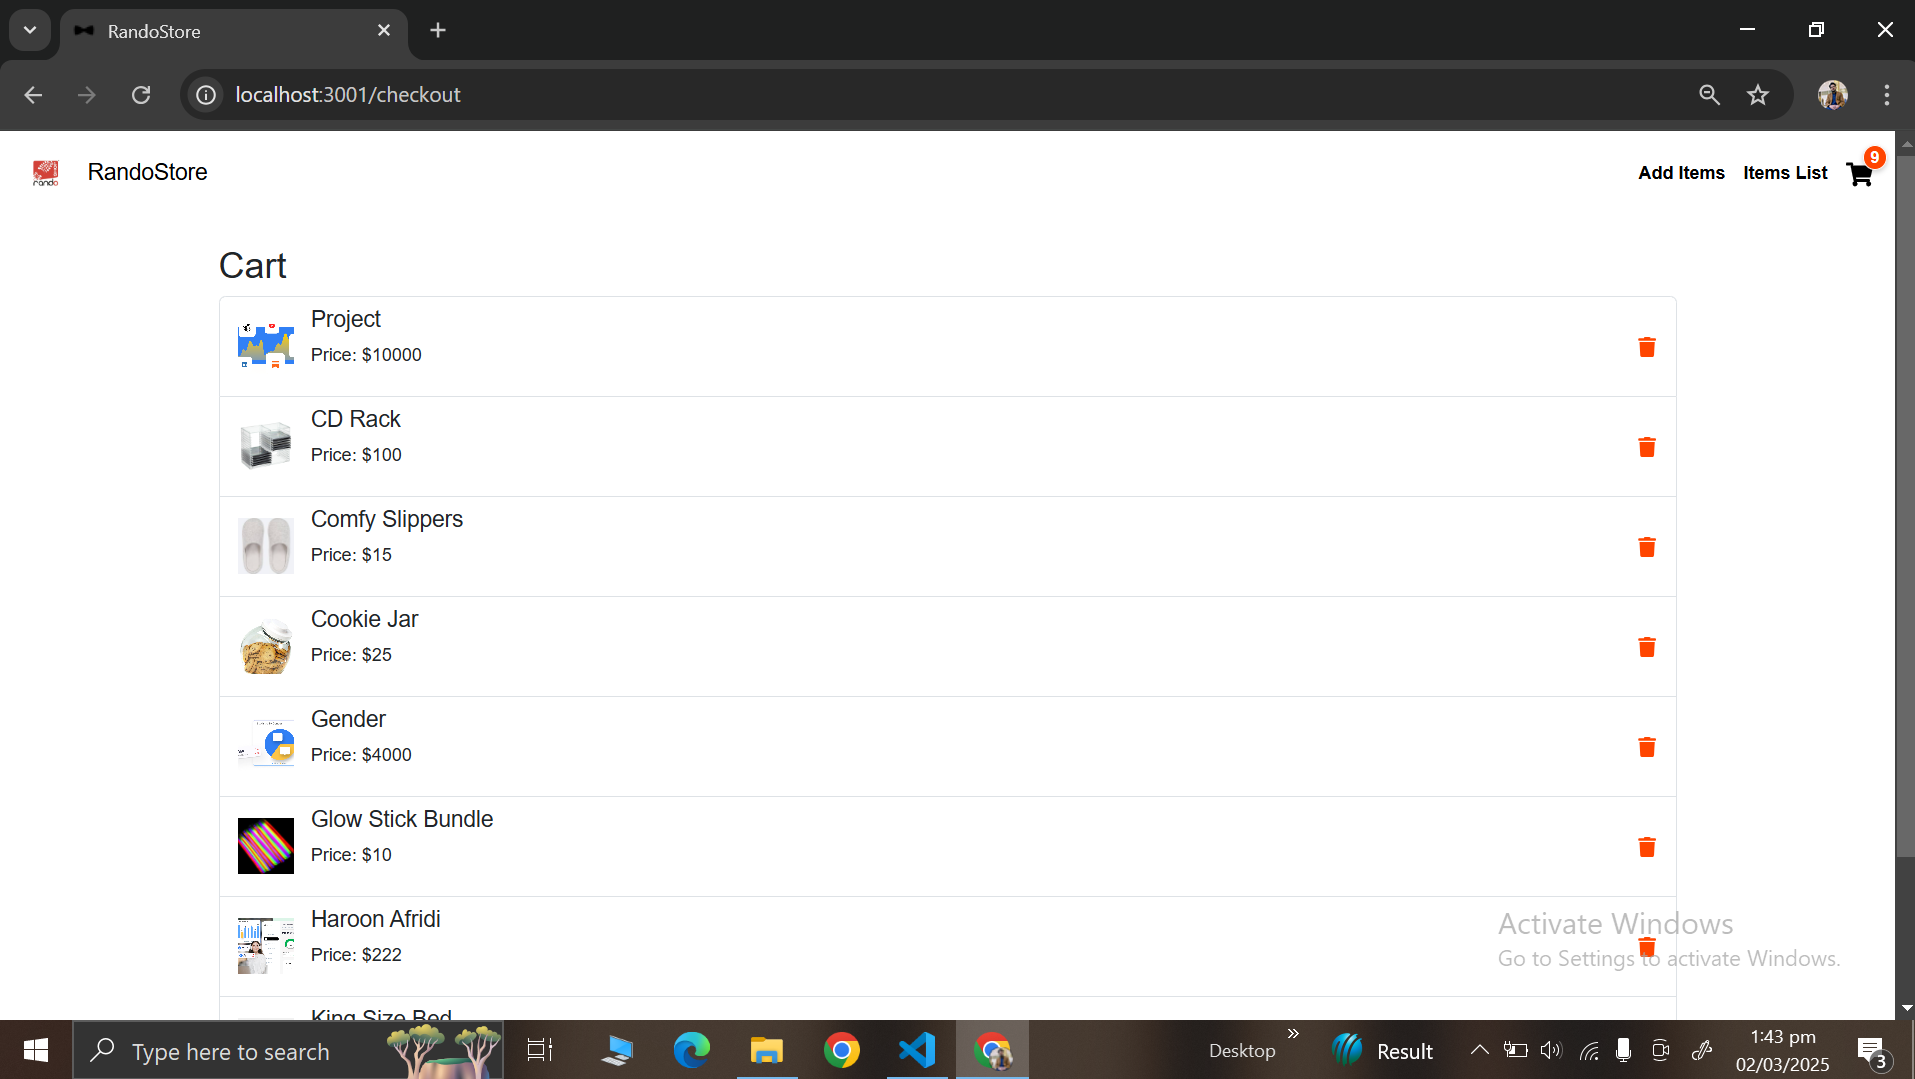 RandoStore
localhost:3001/checkout
rando
RandoStore
Add Items
Items List
9
Cart
Project
Price: $10000
CD Rack
Price: $100
Comfy Slippers
Price: $15
Cookie Jar
Price: $25
Gender
Price: $4000
Glow Stick Bundle
Price: $10
Haroon Afridi
Price: $222
King Size Bed
Activate Windows
Go to Settings to activate Windows.
Type here to search
Desktop
Result
1:43 pm
02/03/2025
3